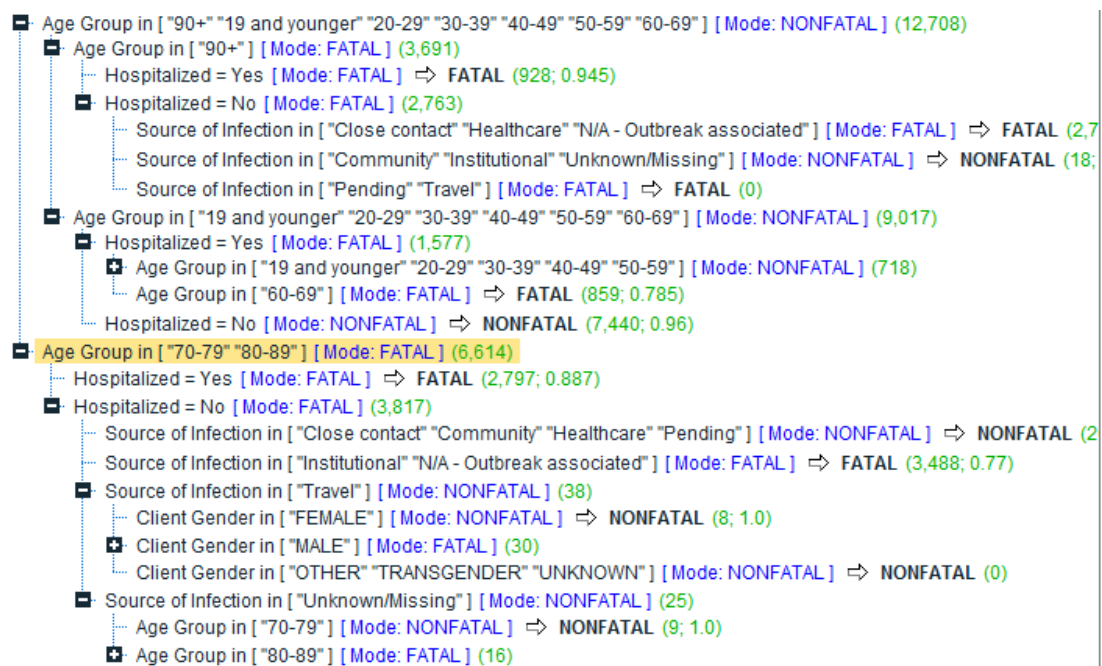 Age Group in [ "90+" "19 and younger" "20-29" "30-39" "40-49" "50-59" "60-69" ] [ Mode: NONFATAL ] (12,708)
Age Group in [ "90+" ] [ Mode: FATAL ] (3,691)
Hospitalized = Yes [ Mode: FATAL ] ⇨ FATAL (928; 0.945)
Hospitalized = No [ Mode: FATAL ] (2,763)
Source of Infection in [ "Close contact" "Healthcare" "N/A - Outbreak associated" ] [ Mode: FATAL ] ⇨ FATAL (2,7
Source of Infection in [ "Community" "Institutional" "Unknown/Missing" ] [ Mode: NONFATAL ] ⇨ NONFATAL (18;
Source of Infection in [ "Pending" "Travel" ] [ Mode: FATAL ] ⇨ FATAL (0)
Age Group in [ "19 and younger" "20-29" "30-39" "40-49" "50-59" "60-69" ] [ Mode: NONFATAL ] (9,017)
Hospitalized = Yes [ Mode: FATAL ] (1,577)
Age Group in [ "19 and younger" "20-29" "30-39" "40-49" "50-59" ] [ Mode: NONFATAL ] (718)
Age Group in [ "60-69" ] [ Mode: FATAL ] ⇨ FATAL (859; 0.785)
Hospitalized = No [ Mode: NONFATAL ] ⇨ NONFATAL (7,440; 0.96)
Age Group in [ "70-79" "80-89" ] [ Mode: FATAL ] (6,614)
Hospitalized = Yes [ Mode: FATAL ] ⇨ FATAL (2,797; 0.887)
Hospitalized = No [ Mode: FATAL ] (3,817)
Source of Infection in [ "Close contact" "Community" "Healthcare" "Pending" ] [ Mode: NONFATAL ] ⇨ NONFATAL (2
Source of Infection in [ "Institutional" "N/A - Outbreak associated" ] [ Mode: FATAL ] ⇨ FATAL (3,488; 0.77)
Source of Infection in [ "Travel" ] [ Mode: NONFATAL ] (38)
Client Gender in [ "FEMALE" ] [ Mode: NONFATAL ] ⇨ NONFATAL (8; 1.0)
Client Gender in [ "MALE" ] [ Mode: FATAL ] (30)
Client Gender in [ "OTHER" "TRANSGENDER" "UNKNOWN" ] [ Mode: NONFATAL ] ⇨ NONFATAL (0)
Source of Infection in [ "Unknown/Missing" ] [ Mode: NONFATAL ] (25)
Age Group in [ "70-79" ] [ Mode: NONFATAL ] ⇨ NONFATAL (9; 1.0)
Age Group in [ "80-89" ] [ Mode: FATAL ] (16)